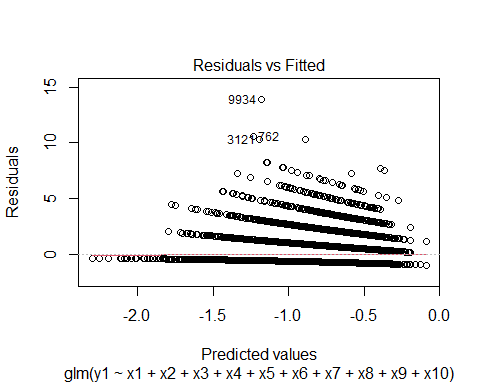 Residuals vs Fitted
Residuals
15
10
5
0
9934
3121
762
-2.0 -1.5 -1.0 -0.5 0.0
Predicted values
glm(y1 ~ x1 + x2 + x3 + x4 + x5 + x6 + x7 + x8 + x9 + x10)